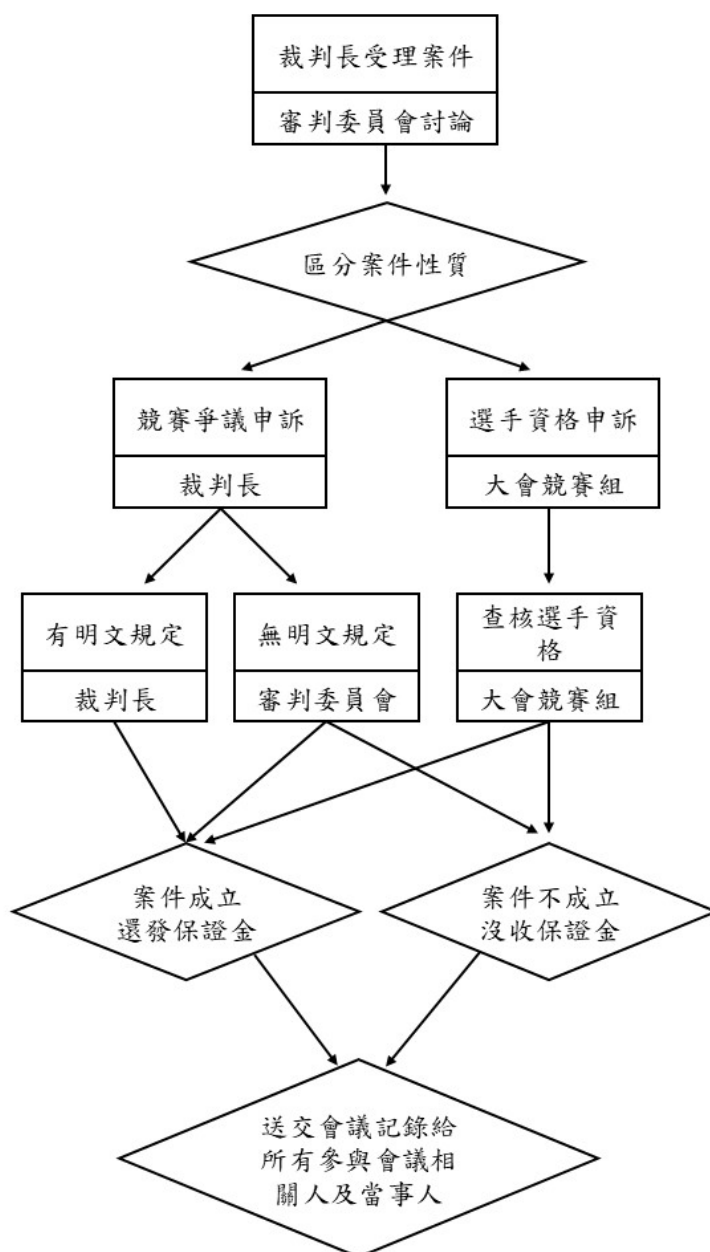 裁判長受理案件
審判委員會討論
區分案件性質
競賽爭議申訴
裁判長
選手資格申訴
大會競賽組
有明文規定
裁判長
無明文規定
審判委員會
查核選手資
格
大會競賽組
案件成立
還發保證金
案件不成立
沒收保證金
送交會議記錄給
所有參與會議相
關人及當事人